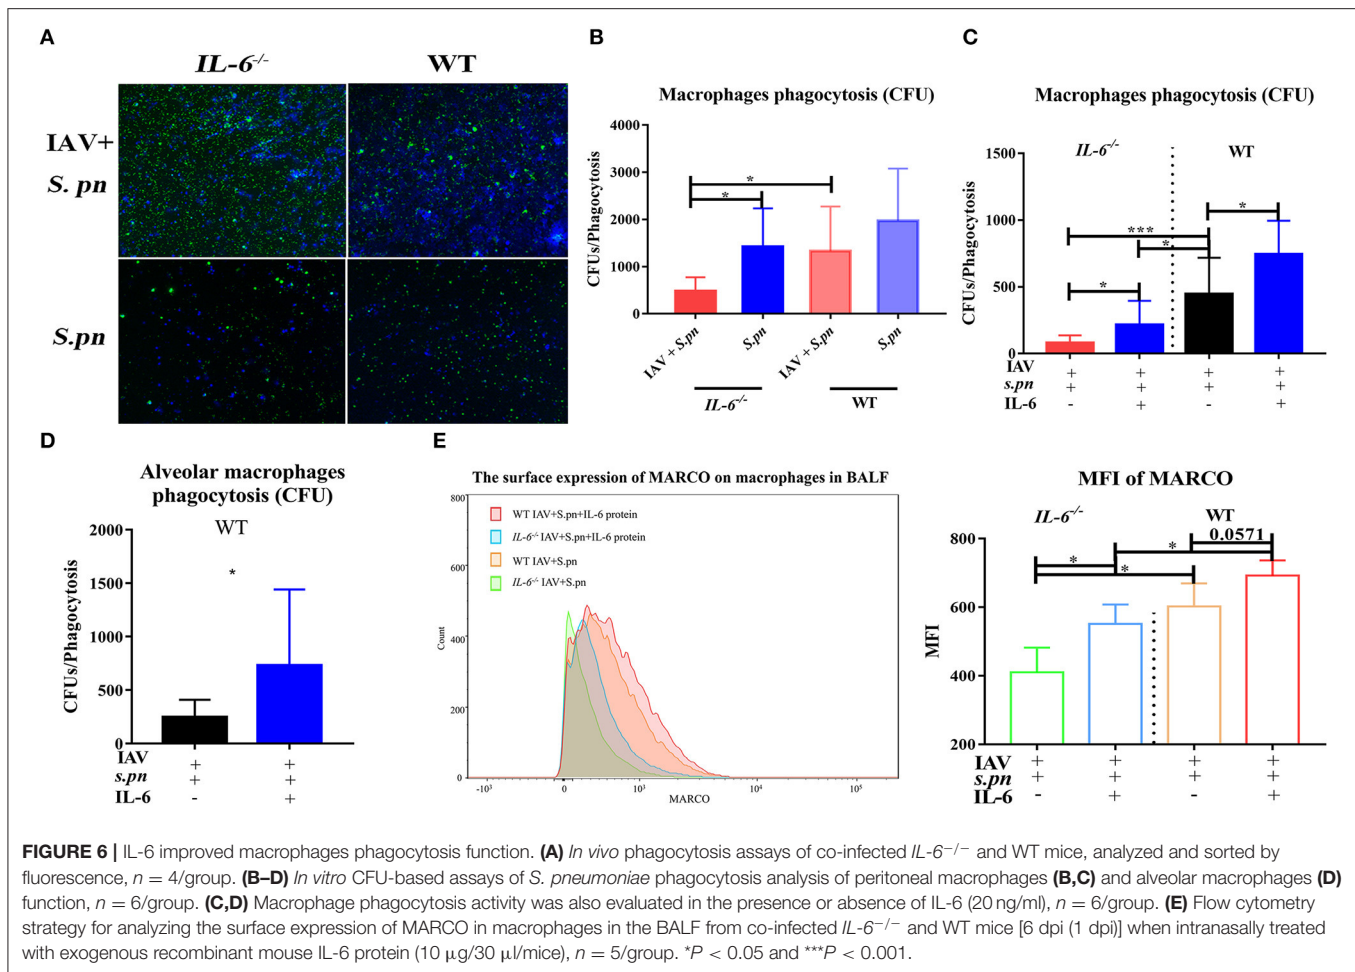 A
IL-6-/-
WT
IAV+
S. pn
S.pn
B
Macrophages phagocytosis (CFU)
CFUs/Phagocytosis
4000
3000
2000
1000
0
*
*
IAV + S.pn
S.pn
IAV + S.pn
S.pn
IL-6-/-
WT
C
Macrophages phagocytosis (CFU)
IL-6-/-
WT
CFUs/Phagocytosis
1500
1000
500
0
***
*
*
*
IAV + + + +
s.pn + + + +
IL-6 - + - +
D
Alveolar macrophages
phagocytosis (CFU)
WT
*
CFUs/Phagocytosis
2000
1500
1000
500
0
IAV + +
s.pn + +
IL-6 - +
E
The surface expression of MARCO on macrophages in BALF
800
600
400
200
0
Count
WT IAV+S.pn+IL-6 protein
IL-6-/- IAV+S.pn+IL-6 protein
WT IAV+S.pn
IL-6-/- IAV+S.pn
-10³ 0 10³ 10⁴ 10⁵
MARCO
MFI of MARCO
IL-6-/-
WT
0.0571
*
*
*
MFI
800
600
400
200
IAV + + + +
s.pn + + + +
IL-6 - + - +
FIGURE 6 | IL-6 improved macrophages phagocytosis function. (A) In vivo phagocytosis assays of co-infected IL-6−/− and WT mice, analyzed and sorted by
fluorescence, n = 4/group. (B–D) In vitro CFU-based assays of S. pneumoniae phagocytosis analysis of peritoneal macrophages (B,C) and alveolar macrophages (D)
function, n = 6/group. (C,D) Macrophage phagocytosis activity was also evaluated in the presence or absence of IL-6 (20 ng/ml), n = 6/group. (E) Flow cytometry
strategy for analyzing the surface expression of MARCO in macrophages in the BALF from co-infected IL-6−/− and WT mice [6 dpi (1 dpi)] when intranasally treated
with exogenous recombinant mouse IL-6 protein (10 µg/30 µl/mice), n = 5/group. *P < 0.05 and ***P < 0.001.